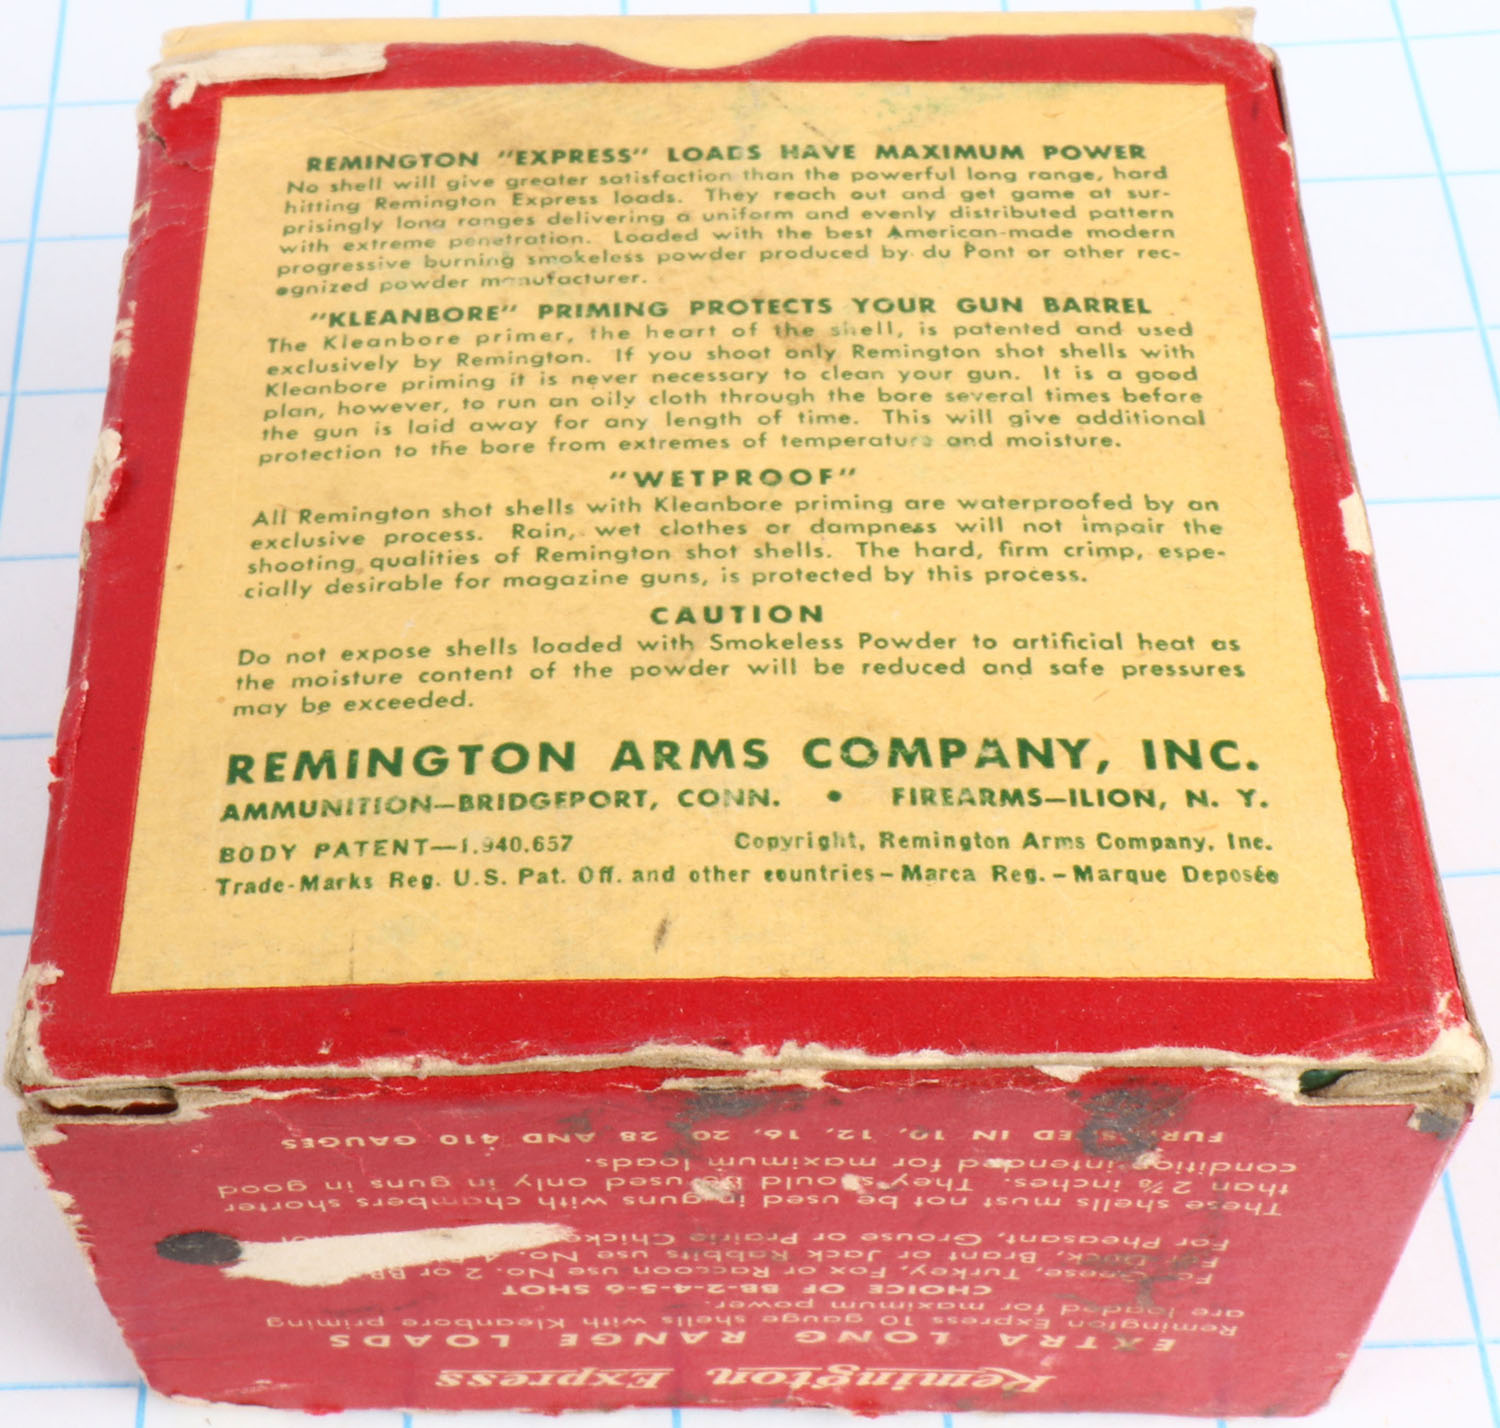 REMINGTON "EXPRESS" LOADS HAVE MAXIMUM POWER
No shell will give greater satisfaction than the powerful long range, hard
hitting Remington Express loads. They reach out and get game at sur-
prisingly long ranges delivering a uniform and evenly distributed pattern
with extreme penetration. Loaded with the best American-made modern
progressive burning smokeless powder produced by du Pont or other rec-
ognized powder manufacturer.
"KLEANBORE" PRIMING PROTECTS YOUR GUN BARREL
The Kleanbore primer, the heart of the shell, is patented and used
exclusively by Remington. If you shoot only Remington shot shells with
Kleanbore priming it is never necessary to clean your gun. It is a good
plan, however, to run an oily cloth through the bore several times before
the gun is laid away for any length of time. This will give additional
protection to the bore from extremes of temperature and moisture.
"WETPROOF"
All Remington shot shells with Kleanbore priming are waterproofed by an
exclusive process. Rain, wet clothes or dampness will not impair the
shooting qualities of Remington shot shells. The hard, firm crimp, espe-
cially desirable for magazine guns, is protected by this process.
CAUTION
Do not expose shells loaded with Smokeless Powder to artificial heat as
the moisture content of the powder will be reduced and safe pressures
may be exceeded.
REMINGTON ARMS COMPANY, INC.
AMMUNITION—BRIDGEPORT, CONN. • FIREARMS—ILION, N. Y.
BODY PATENT—1.940.657 Copyright, Remington Arms Company, Inc.
Trade-Marks Reg. U.S. Pat. Off. and other countries – Marca Reg. – Marque Deposée
Remington Express
EXTRA LONG RANGE LOADS
Remington Express 10 gauge shells with Kleanbore priming
are loaded for maximum power.
CHOICE OF BB-2-4-5-6 SHOT
For Geese, Turkey, Fox or Raccoon use No. 2 or BB
For Duck, Brant or Jack Rabbits use No. 4
For Pheasant, Grouse or Prairie Chicken
These shells must not be used in guns with chambers shorter
than 2⅞ inches. They should be used only in guns in good
condition intended for maximum loads.
FURNISHED IN 10, 12, 16, 20, 28 AND 410 GAUGES